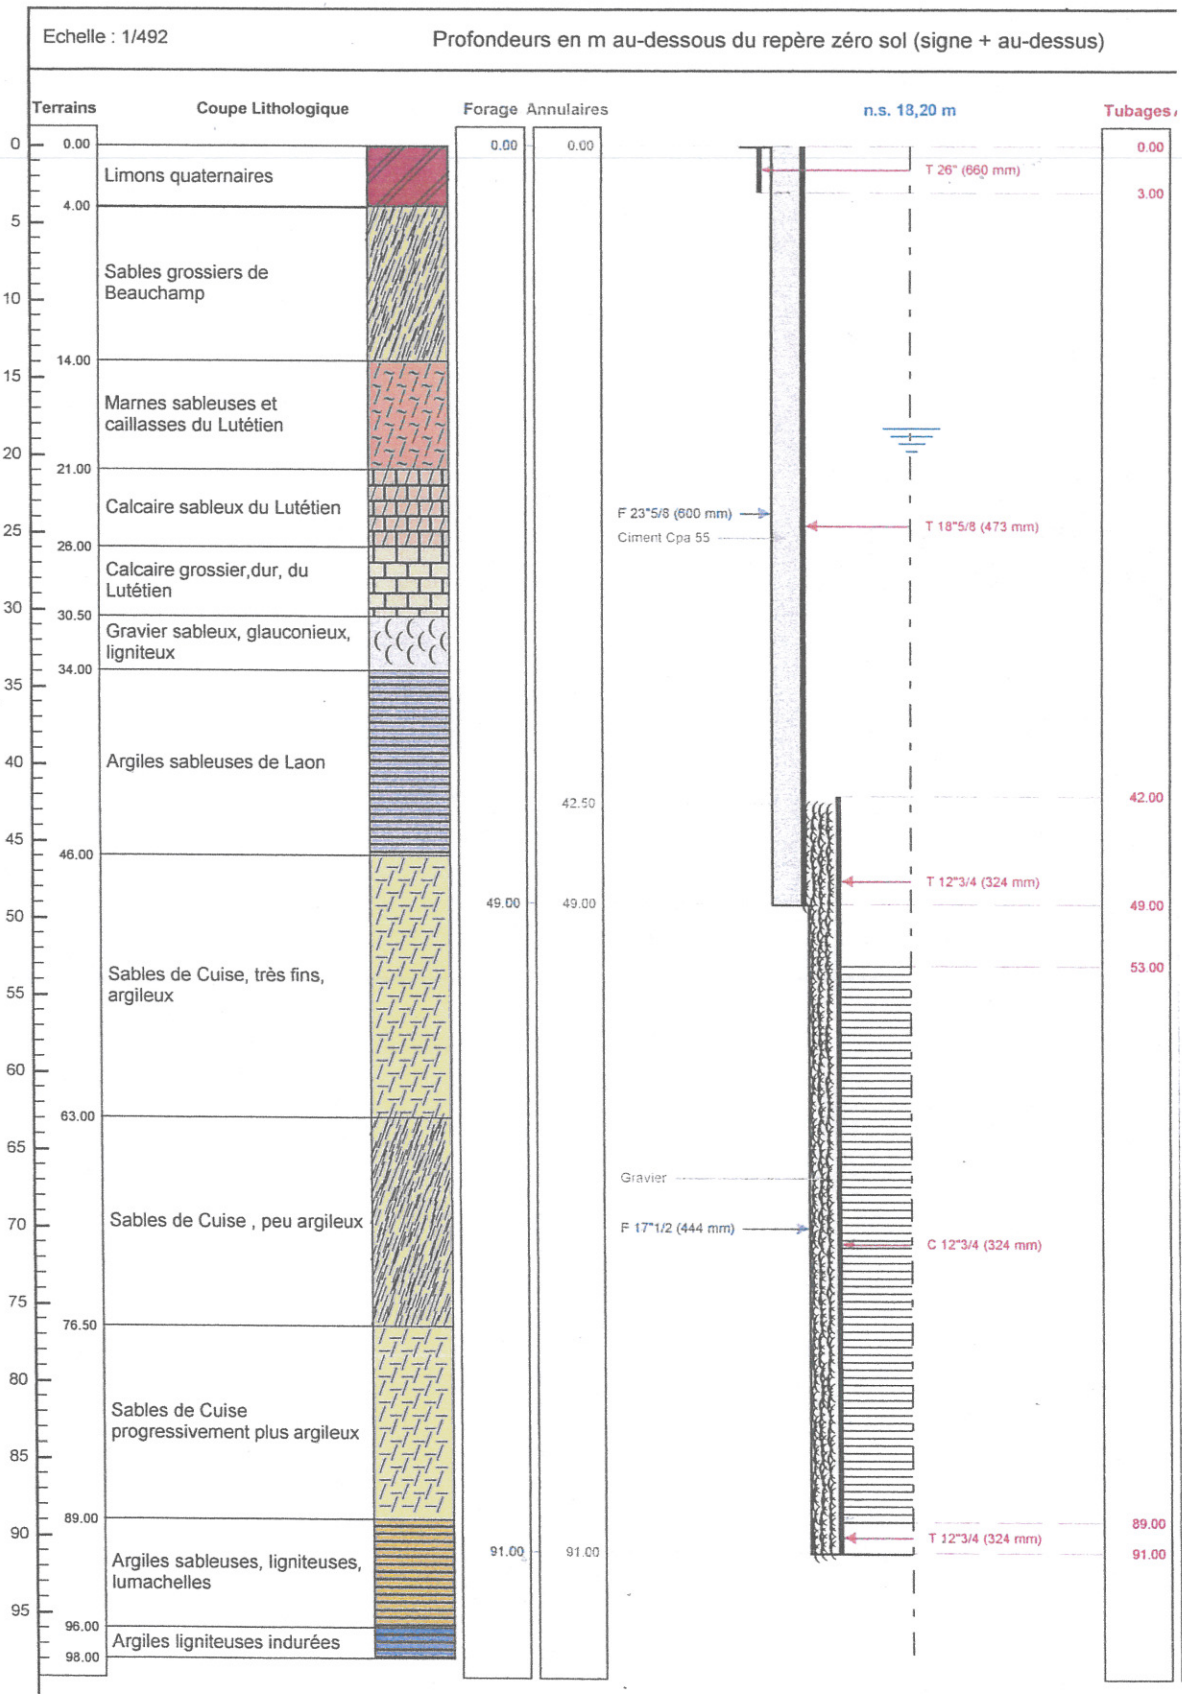 Echelle : 1/492
Profondeurs en m au-dessous du repère zéro sol (signe + au-dessus)
Terrains
Coupe Lithologique
Forage
Annulaires
n.s. 18,20 m
Tubages
0
0.00
0.00
0.00
0.00
Limons quaternaires
T 26" (660 mm)
3.00
4.00
5
Sables grossiers de
Beauchamp
10
14.00
15
Marnes sableuses et
caillasses du Lutétien
20
21.00
Calcaire sableux du Lutétien
F 23"5/8 (600 mm)
T 18"5/8 (473 mm)
Ciment Cpa 55
25
26.00
Calcaire grossier,dur, du
Lutétien
30
30.50
Gravier sableux, glauconieux,
ligniteux
34.00
35
Argiles sableuses de Laon
40
42.50
42.00
45
46.00
T 12"3/4 (324 mm)
49.00
49.00
49.00
50
53.00
Sables de Cuise, très fins,
argileux
55
60
63.00
65
Gravier
Sables de Cuise , peu argileux
70
F 17"1/2 (444 mm)
C 12"3/4 (324 mm)
75
76.50
80
Sables de Cuise
progressivement plus argileux
85
89.00
89.00
90
T 12"3/4 (324 mm)
91.00
91.00
91.00
Argiles sableuses, ligniteuses,
lumachelles
95
96.00
Argiles ligniteuses indurées
98.00